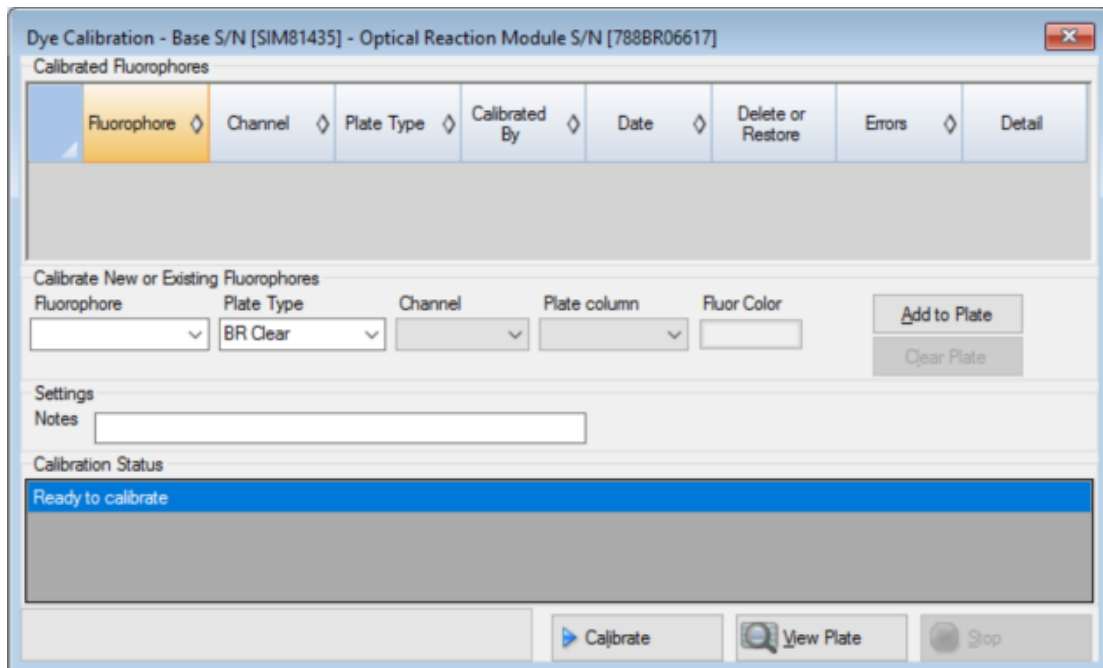 Dye Calibration - Base S/N [SIM81435] - Optical Reaction Module S/N [788BR06617]
Calibrated Fluorophores
Fluorophore Channel Plate Type Calibrated By Date Delete or Restore Errors Detail
Calibrate New or Existing Fluorophores
Fluorophore Plate Type Channel Plate column Fluor Color
Add to Plate
BR Clear
Clear Plate
Settings
Notes
Calibration Status
Ready to calibrate
Calibrate View Plate Stop